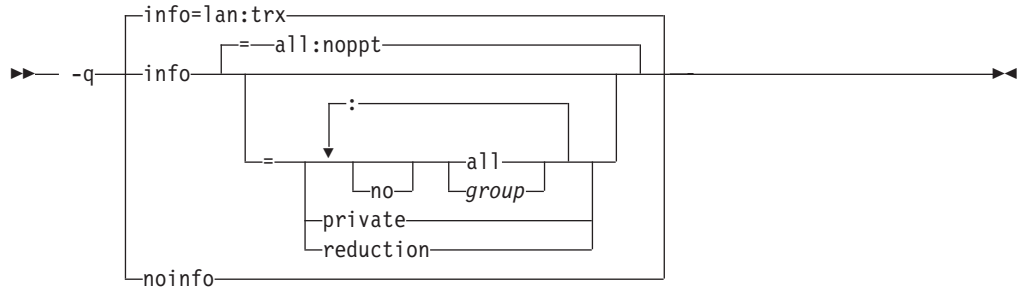 info=lan:trx
= all:noppt
-q info
:
= all
no group
private
reduction
noinfo